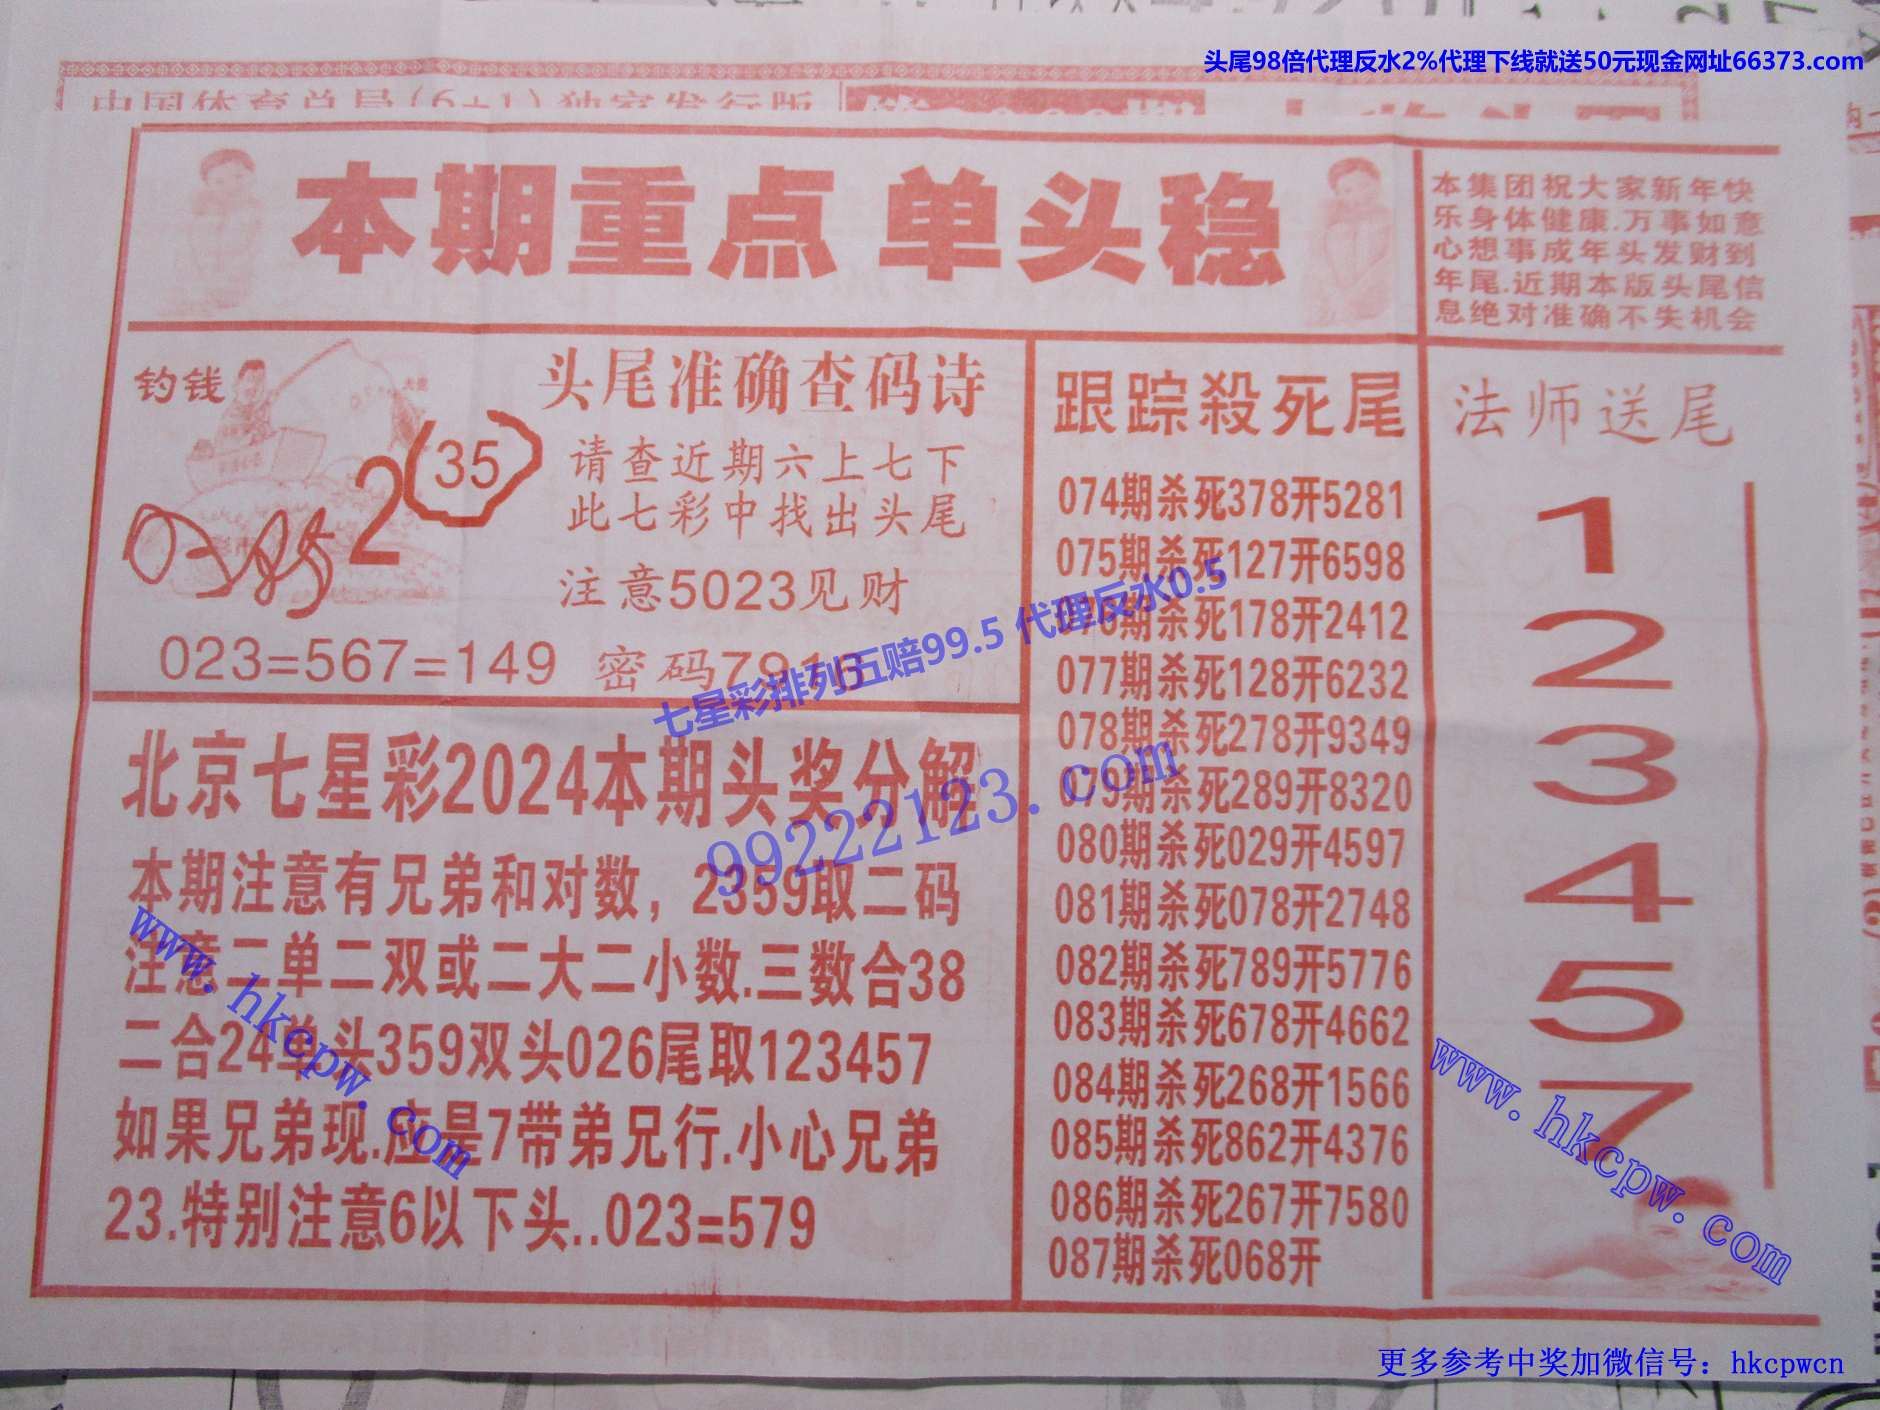 头尾98倍代理反水2%代理下线就送50元现金网址66373.com
中国体育总局(6+1)独家发行版
本期重点 单头稳
本集团祝大家新年快
乐身体健康.万事如意
心想事成年头发财到
年尾.近期本版头尾信
息绝对准确不失机会
钓钱
2
35
头尾准确查码诗
请查近期六上七下
此七彩中找出头尾
注意5023见财
023=567=149 密码7916
北京七星彩2024本期头奖分解
本期注意有兄弟和对数，2359取二码
注意二单二双或二大二小数.三数合38
二合24单头359双头026尾取123457
如果兄弟现.应是7带弟兄行.小心兄弟
23.特别注意6以下头..023=579
跟踪殺死尾
074期杀死378开5281
075期杀死127开6598
076期杀死178开2412
077期杀死128开6232
078期杀死278开9349
079期杀死289开8320
080期杀死029开4597
081期杀死078开2748
082期杀死789开5776
083期杀死678开4662
084期杀死268开1566
085期杀死862开4376
086期杀死267开7580
087期杀死068开
法师送尾
1
2
3
4
5
7
七星彩排列五赔99.5 代理反水0.5
99222123.com
www.hkcpw.com
www.hkcpw.com
更多参考中奖加微信号：hkcpwcn